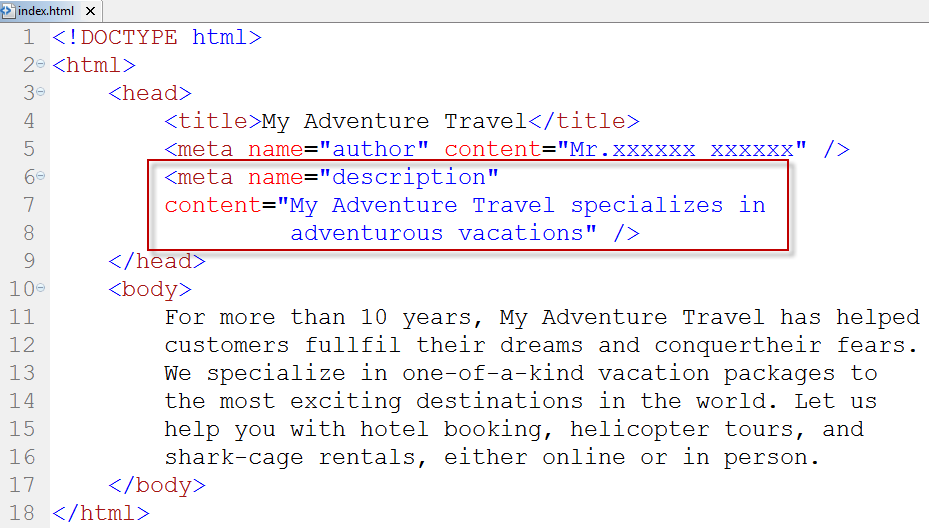 index.html
1 <!DOCTYPE html>
2 <html>
3 <head>
4 <title>My Adventure Travel</title>
5 <meta name="author" content="Mr.xxxxxx xxxxxx" />
6 <meta name="description"
7 content="My Adventure Travel specializes in
8 adventurous vacations" />
9 </head>
10 <body>
11 For more than 10 years, My Adventure Travel has helped
12 customers fullfil their dreams and conquertheir fears.
13 We specialize in one-of-a-kind vacation packages to
14 the most exciting destinations in the world. Let us
15 help you with hotel booking, helicopter tours, and
16 shark-cage rentals, either online or in person.
17 </body>
18 </html>